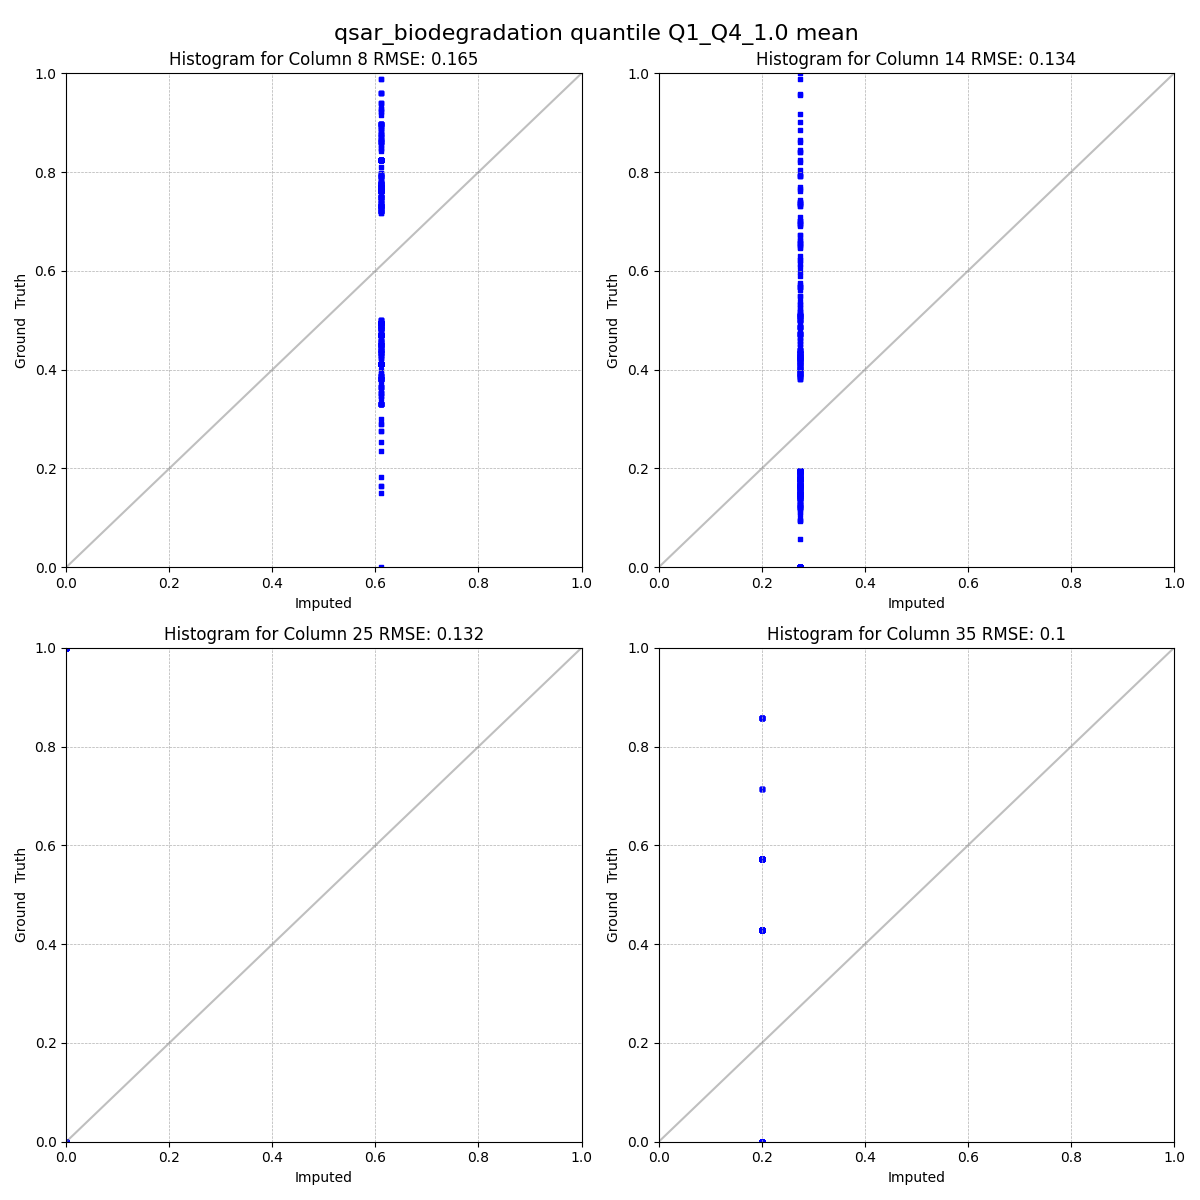 qsar_biodegradation quantile Q1_Q4_1.0 mean
Histogram for Column 8 RMSE: 0.165
1.0
0.8
0.6
0.4
0.2
0.0
Ground Truth
0.0 0.2 0.4 0.6 0.8 1.0
Imputed
Histogram for Column 14 RMSE: 0.134
1.0
0.8
0.6
0.4
0.2
0.0
Ground Truth
0.0 0.2 0.4 0.6 0.8 1.0
Imputed
Histogram for Column 25 RMSE: 0.132
1.0
0.8
0.6
0.4
0.2
0.0
Ground Truth
0.0 0.2 0.4 0.6 0.8 1.0
Imputed
Histogram for Column 35 RMSE: 0.1
1.0
0.8
0.6
0.4
0.2
0.0
Ground Truth
0.0 0.2 0.4 0.6 0.8 1.0
Imputed